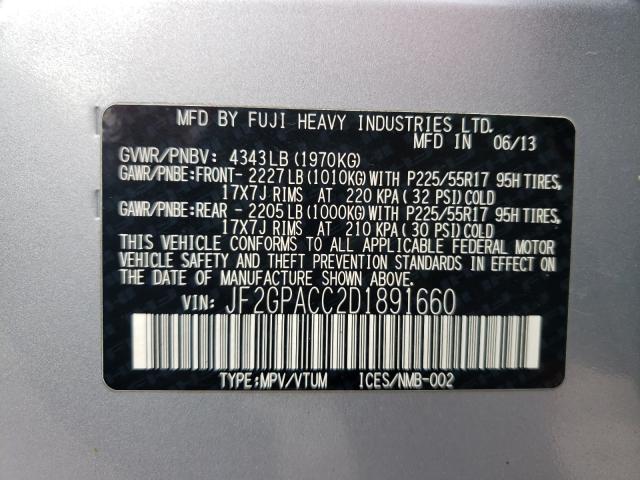 MFD BY FUJI HEAVY INDUSTRIES LTD.
MFD IN 06/13
GVWR/PNBV: 4343LB (1970KG)
GAWR/PNBE:FRONT-2227LB(1010KG)WITH P225/55R17 95H TIRES,
17X7J RIMS AT 220 KPA (32 PSI) COLD
GAWR/PNBE:REAR -2205LB(1000KG)WITH P225/55R17 95H TIRES,
17X7J RIMS AT 210 KPA (30 PSI) COLD
THIS VEHICLE CONFORMS TO ALL APPLICABLE FEDERAL MOTOR
VEHICLE SAFETY AND THEFT PREVENTION STANDARDS IN EFFECT ON
THE DATE OF MANUFACTURE SHOWN ABOVE.
VIN: JF2GPACC2D1891660
TYPE:MPV/VTUM ICES/NMB-002